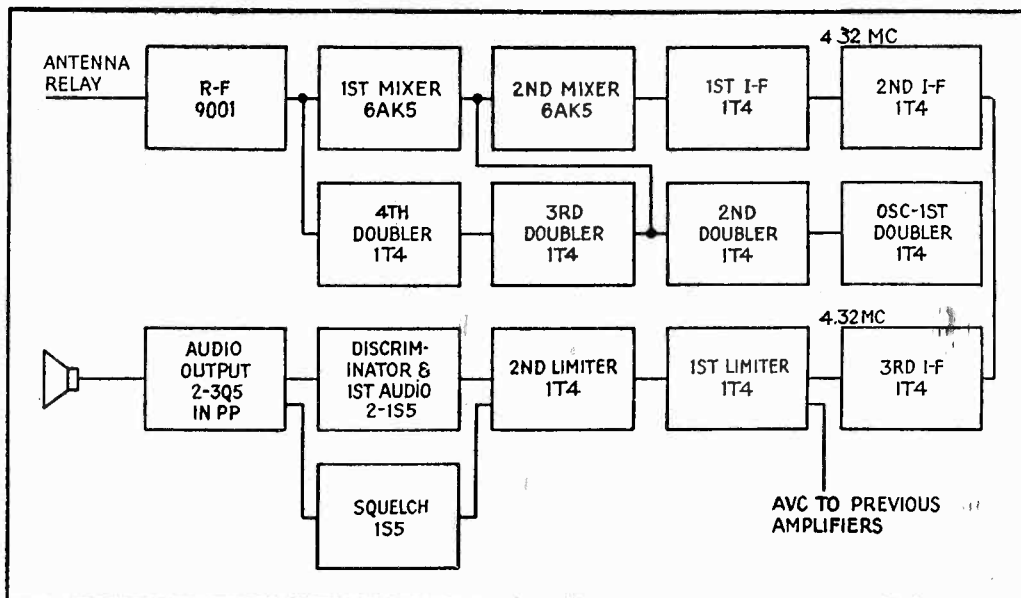 ANTENNA
RELAY
R-F
9001
1ST MIXER
6AK5
2ND MIXER
6AK5
1ST I-F
1T4
4.32 MC
2ND I-F
1T4
4TH
DOUBLER
1T4
3RD
DOUBLER
1T4
2ND
DOUBLER
1T4
OSC-1ST
DOUBLER
1T4
AUDIO
OUTPUT
2-3Q5
IN PP
DISCRIM-
INATOR &
1ST AUDIO
2-1S5
2ND LIMITER
1T4
1ST LIMITER
1T4
4.32MC
3RD I-F
1T4
SQUELCH
1S5
AVC TO PREVIOUS
AMPLIFIERS